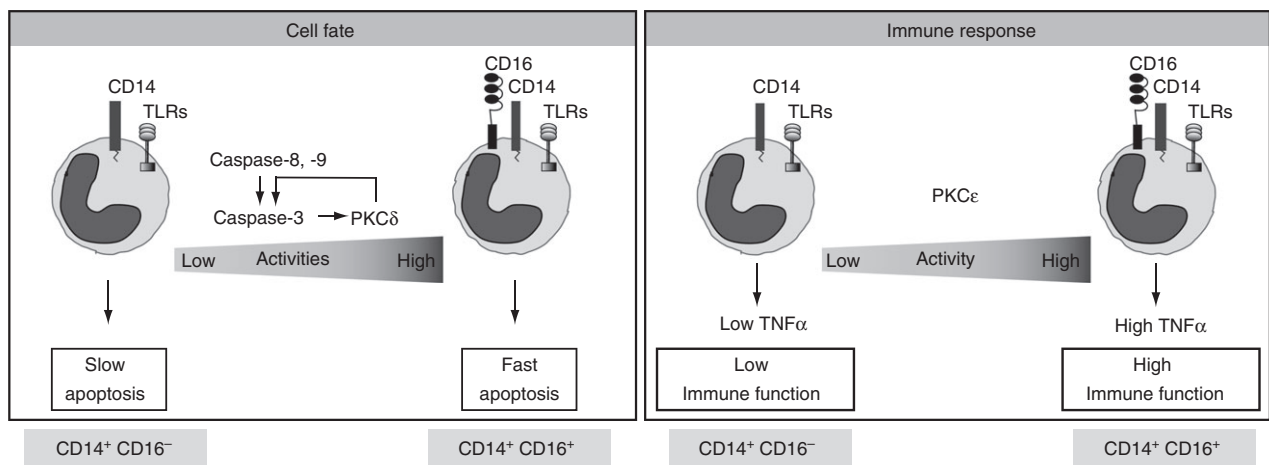 Cell fate
CD14
TLRs
Caspase-8, -9
Caspase-3
PKCδ
CD16
CD14
TLRs
Low
Activities
High
Slow
apoptosis
Fast
apoptosis
CD14⁺ CD16⁻
CD14⁺ CD16⁺
Immune response
CD14
TLRs
PKCε
CD16
CD14
TLRs
Low
Activity
High
Low TNFα
High TNFα
Low
Immune function
High
Immune function
CD14⁺ CD16⁻
CD14⁺ CD16⁺